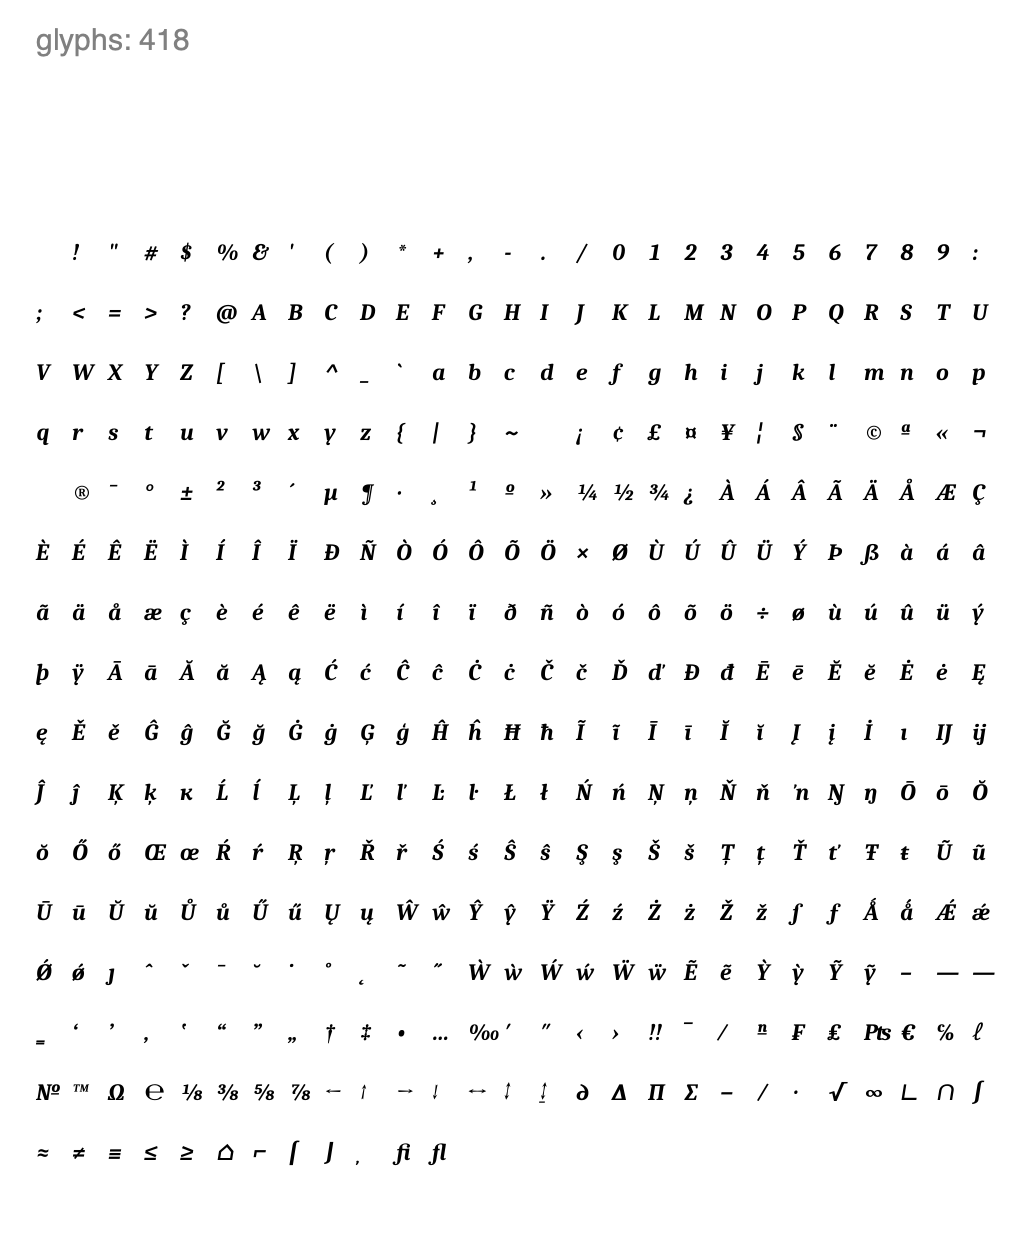 glyphs: 418
! " # $ % & ' ( ) * + , - . / 0 1 2 3 4 5 6 7 8 9 :
; < = > ? @ A B C D E F G H I J K L M N O P Q R S T U
V W X Y Z [ \ ] ^ _ ` a b c d e f g h i j k l m n o p
q r s t u v w x y z { | } ~ ¡ ¢ £ ¤ ¥ ¦ § ¨ © ª « ¬
® ¯ ° ± ² ³ ´ µ ¶ · ¸ ¹ º » ¼ ½ ¾ ¿ À Á Â Ã Ä Å Æ Ç
È É Ê Ë Ì Í Î Ï Ð Ñ Ò Ó Ô Õ Ö × Ø Ù Ú Û Ü Ý Þ ß à á â
ã ä å æ ç è é ê ë ì í î ï ð ñ ò ó ô õ ö ÷ ø ù ú û ü ý
þ ÿ Ā ā Ă ă Ą ą Ć ć Ĉ ĉ Ċ ċ Č č Ď ď Đ đ Ē ē Ĕ ĕ Ė ė Ę
ę Ě ě Ĝ ĝ Ğ ğ Ġ ġ Ģ ģ Ĥ ĥ Ħ ħ Ĩ ĩ Ī ī Ĭ ĭ Į į İ ı Ĳ ĳ
Ĵ ĵ Ķ ķ ĸ Ĺ ĺ Ļ ļ Ľ ľ Ŀ ŀ Ł ł Ń ń Ņ ņ Ň ň ŉ Ŋ ŋ Ō ō Ŏ
ŏ Ő ő Œ œ Ŕ ŕ Ŗ ŗ Ř ř Ś ś Ŝ ŝ Ş ş Š š Ţ ţ Ť ť Ŧ ŧ Ũ ũ
Ū ū Ŭ ŭ Ů ů Ű ű Ų ų Ŵ ŵ Ŷ ŷ Ÿ Ź ź Ż ż Ž ž ſ ƒ Ǻ ǻ Ǽ ǽ
Ǿ ǿ ȷ ˆ ˇ ˉ ˘ ˙ ˚ ˛ ˜ ˝ Ẁ ẁ Ẃ ẃ Ẅ ẅ Ẽ ẽ Ỳ ỳ Ỹ ỹ – — ―
‗ ‘ ’ ‚ ‛ “ ” „ † ‡ • … ‰ ′ ″ ‹ › ‼ ‾ ⁄ ⁿ ₣ ₤ ₧ € ℅ ℓ
№ ™ Ω ℮ ⅛ ⅜ ⅝ ⅞ ← ↑ → ↓ ↔ ↕ ↨ ∂ ∆ ∏ ∑ − ∕ ∙ √ ∞ ∟ ∩ ∫
≈ ≠ ≡ ≤ ≥ ⌂ ⌐ ⌠ ⌡ , ﬁ ﬂ